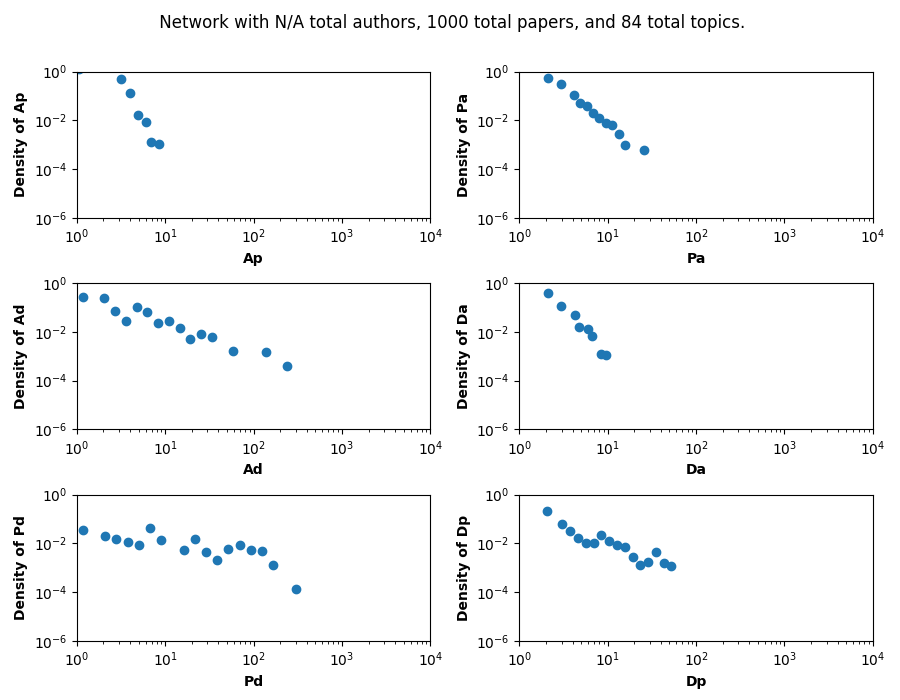 Network with N/A total authors, 1000 total papers, and 84 total topics.
10^0
10^-2
10^-4
10^-6
Density of Ap
10^0 10^1 10^2 10^3 10^4
Ap
10^0
10^-2
10^-4
10^-6
Density of Pa
10^0 10^1 10^2 10^3 10^4
Pa
10^0
10^-2
10^-4
10^-6
Density of Ad
10^0 10^1 10^2 10^3 10^4
Ad
10^0
10^-2
10^-4
10^-6
Density of Da
10^0 10^1 10^2 10^3 10^4
Da
10^0
10^-2
10^-4
10^-6
Density of Pd
10^0 10^1 10^2 10^3 10^4
Pd
10^0
10^-2
10^-4
10^-6
Density of Dp
10^0 10^1 10^2 10^3 10^4
Dp